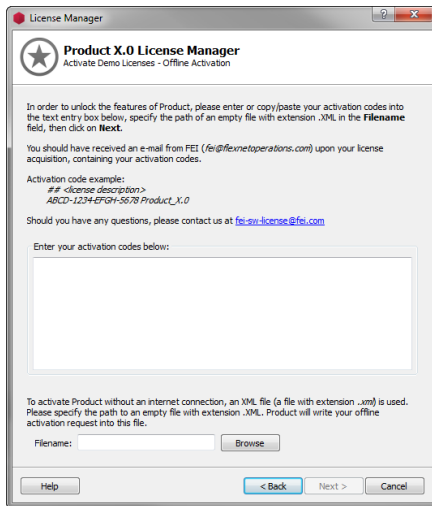 License Manager
?
Product X.0 License Manager
Activate Demo Licenses - Offline Activation
In order to unlock the features of Product, please enter or copy/paste your activation codes into
the text entry box below, specify the path of an empty file with extension .XML in the Filename
field, then click on Next.
You should have received an e-mail from FEI (fei@flexnetoperations.com) upon your license
acquisition, containing your activation codes.
Activation code example:
## <license description>
ABCD-1234-EFGH-5678 Product_X.0
Should you have any questions, please contact us at fei-sw-license@fei.com
Enter your activation codes below:
To activate Product without an internet connection, an XML file (a file with extension .xml) is used.
Please specify the path to an empty file with extension .XML. Product will write your offline
activation request into this file.
Filename:
Browse
Help
< Back
Next >
Cancel